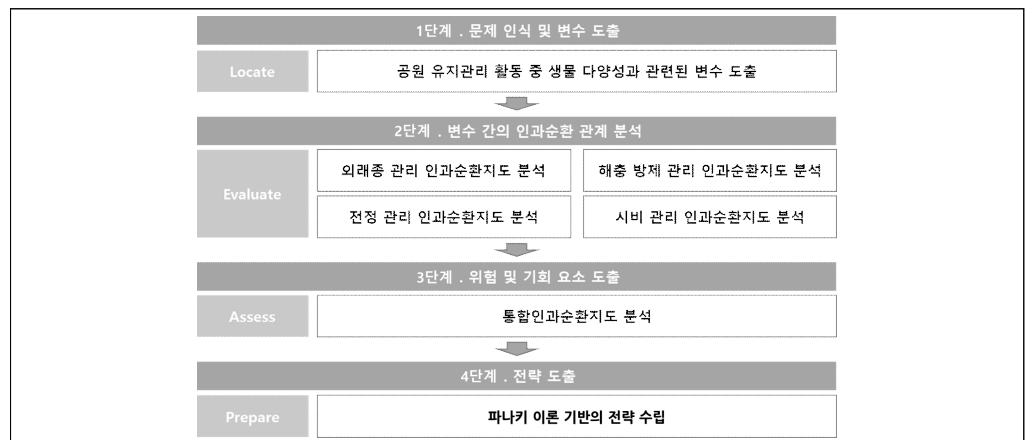 1단계 . 문제 인식 및 변수 도출
Locate
공원 유지관리 활동 중 생물 다양성과 관련된 변수 도출
2단계 . 변수 간의 인과순환 관계 분석
Evaluate
외래종 관리 인과순환지도 분석
해충 방제 관리 인과순환지도 분석
전정 관리 인과순환지도 분석
시비 관리 인과순환지도 분석
3단계 . 위험 및 기회 요소 도출
Assess
통합인과순환지도 분석
4단계 . 전략 도출
Prepare
파나키 이론 기반의 전략 수립